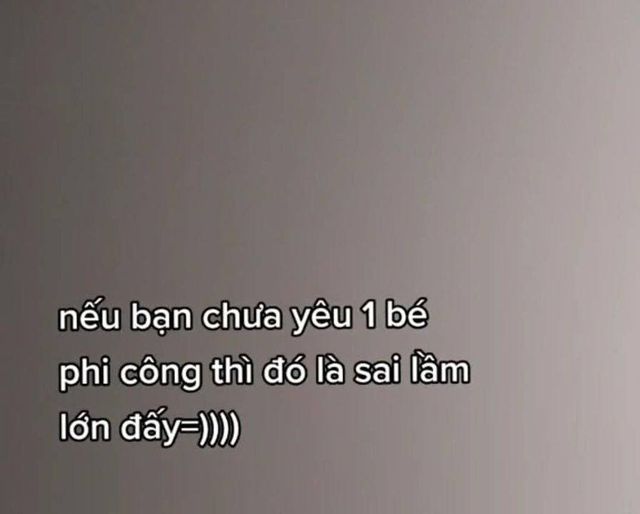 nếu bạn chưa yêu 1 bé
phi công thì đó là sai lầm
lớn đấy=))))